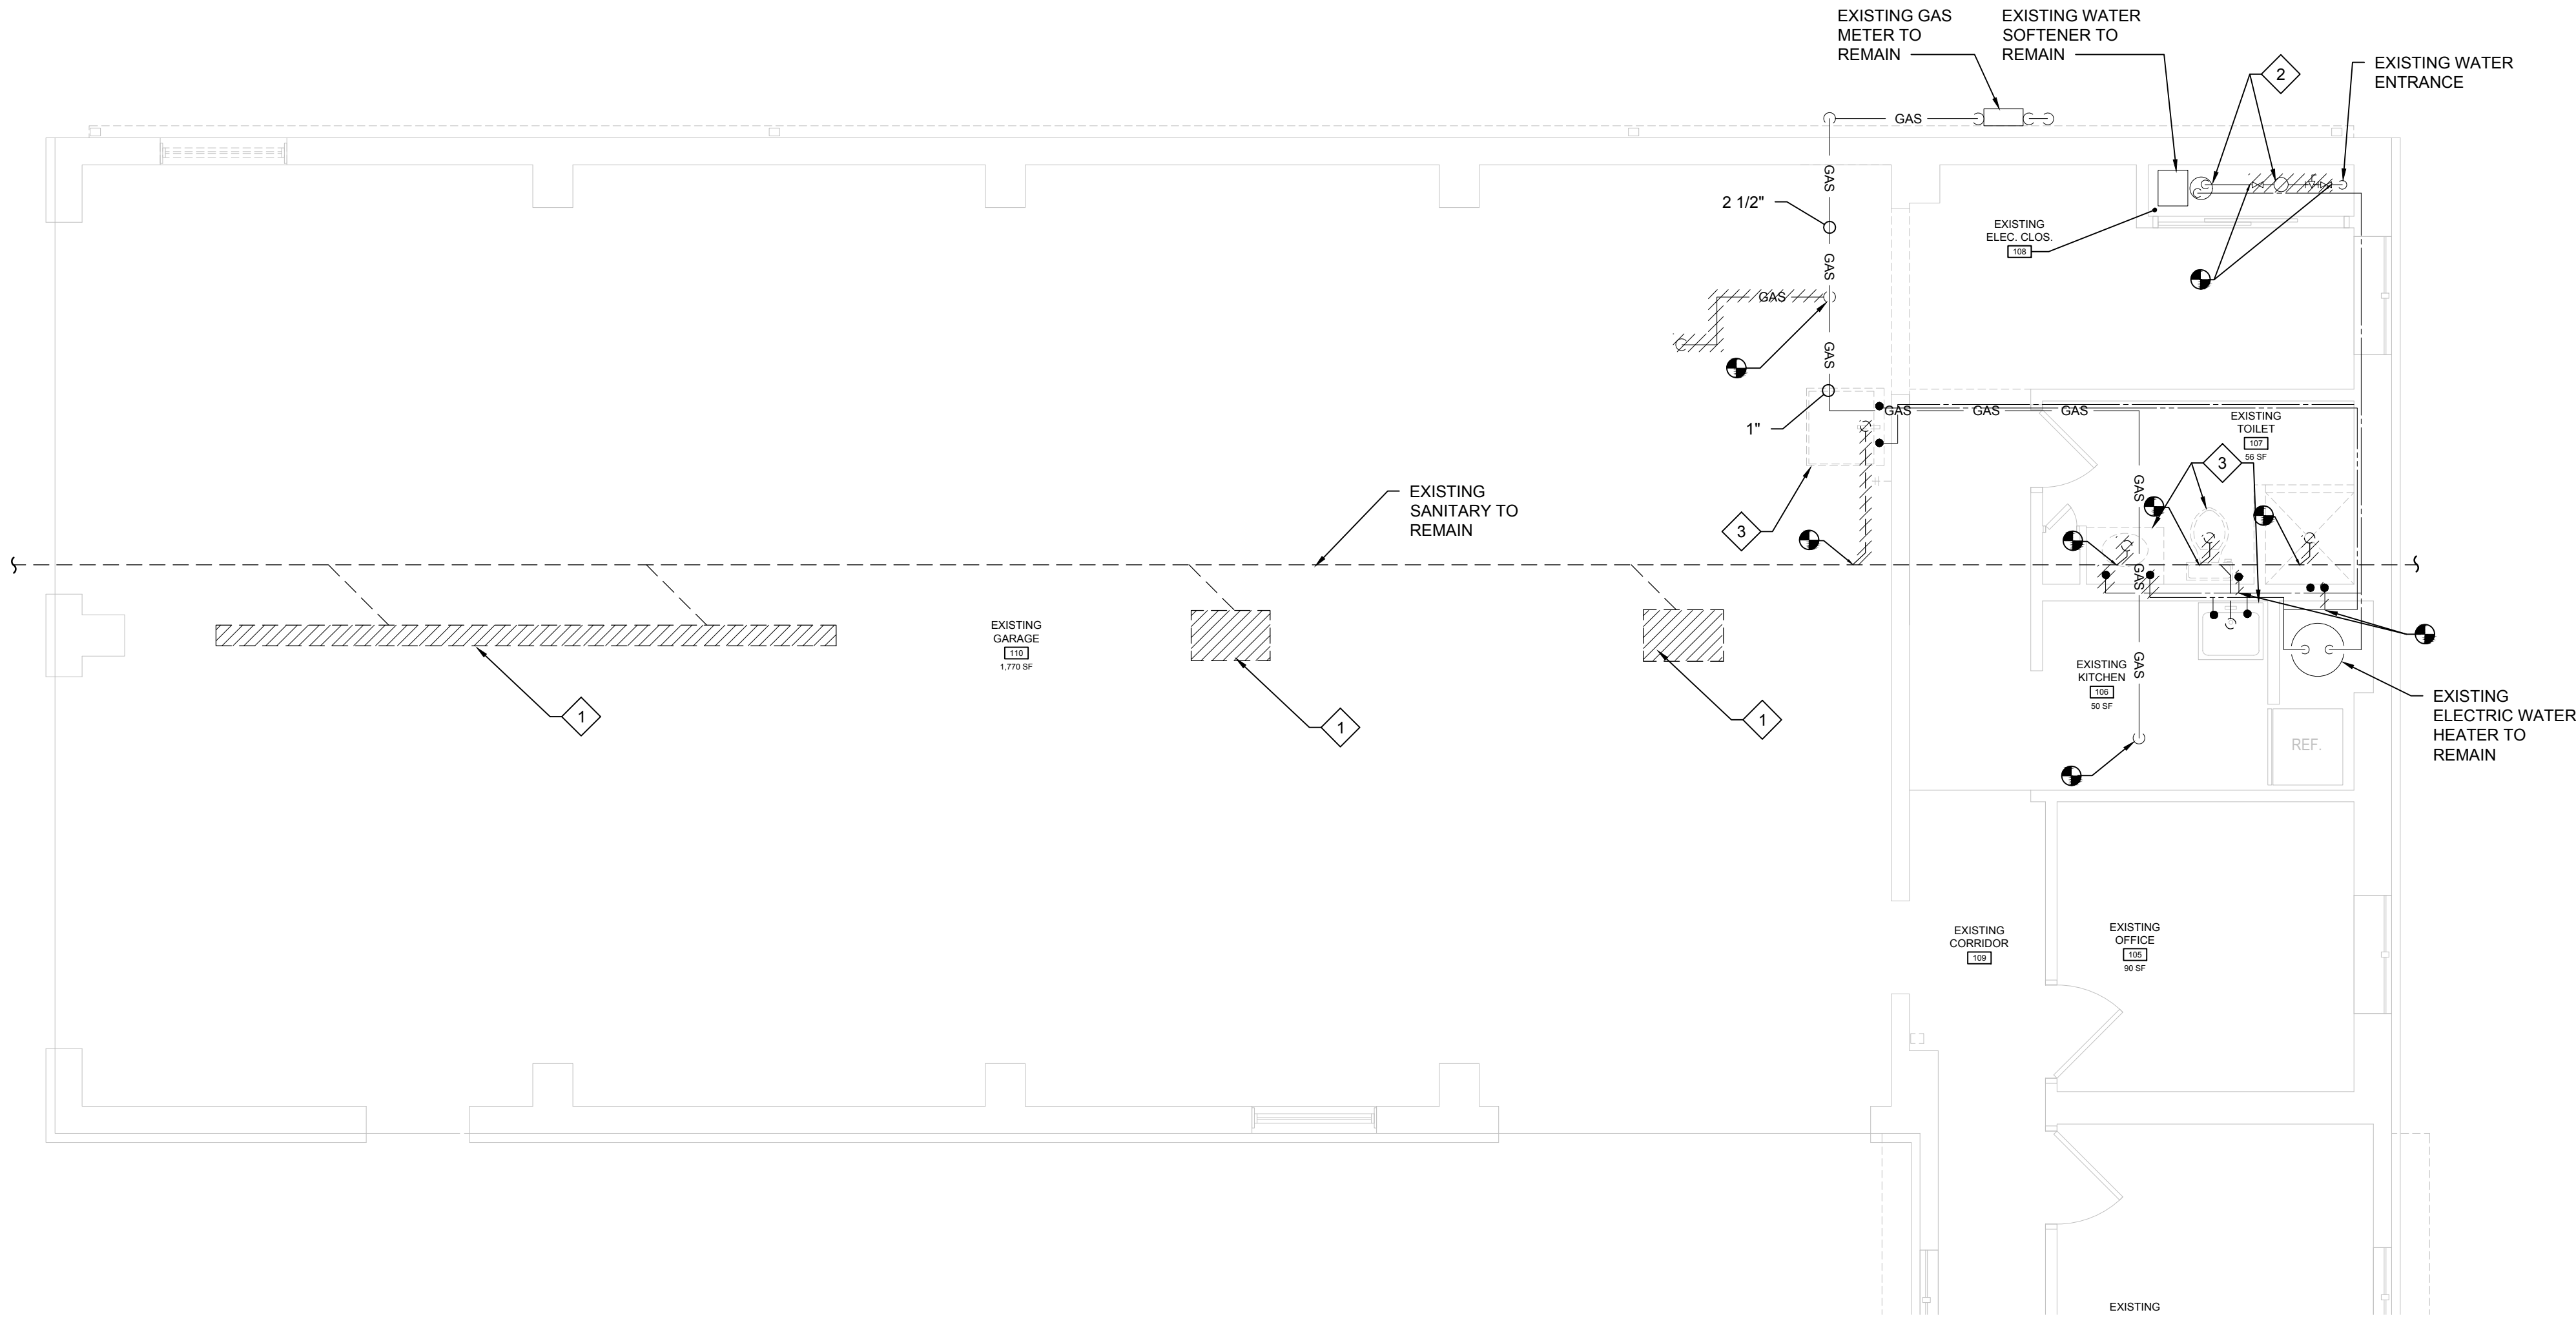 EXISTING GAS
METER TO
REMAIN
EXISTING WATER
SOFTENER TO
REMAIN
2
EXISTING WATER
ENTRANCE
GAS
GAS
2 1/2"
EXISTING
ELEC. CLOS.
108
GAS
GAS
GAS
1"
GAS
GAS
GAS
EXISTING
TOILET
107
56 SF
3
GAS
EXISTING
SANITARY TO
REMAIN
3
GAS
EXISTING
GARAGE
110
1,770 SF
GAS
EXISTING
KITCHEN
106
50 SF
1
1
1
REF.
EXISTING
ELECTRIC WATER
HEATER TO
REMAIN
EXISTING
CORRIDOR
109
EXISTING
OFFICE
105
90 SF
EXISTING